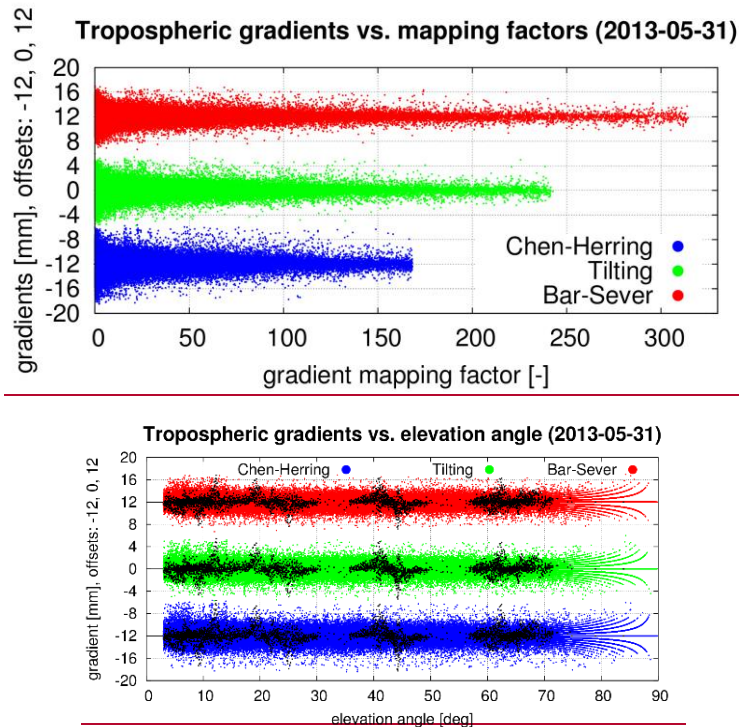 Tropospheric gradients vs. mapping factors (2013-05-31)
gradients [mm], offsets: -12, 0, 12
20
16
12
8
4
0
-4
-8
-12
-16
-20
Chen-Herring
Tilting
Bar-Sever
0 50 100 150 200 250 300
gradient mapping factor [-]
Tropospheric gradients vs. elevation angle (2013-05-31)
gradient [mm], offsets: -12, 0, 12
Chen-Herring Tilting Bar-Sever
20
16
12
8
4
0
-4
-8
-12
-16
-20
0 10 20 30 40 50 60 70 80 90
elevation angle [deg]